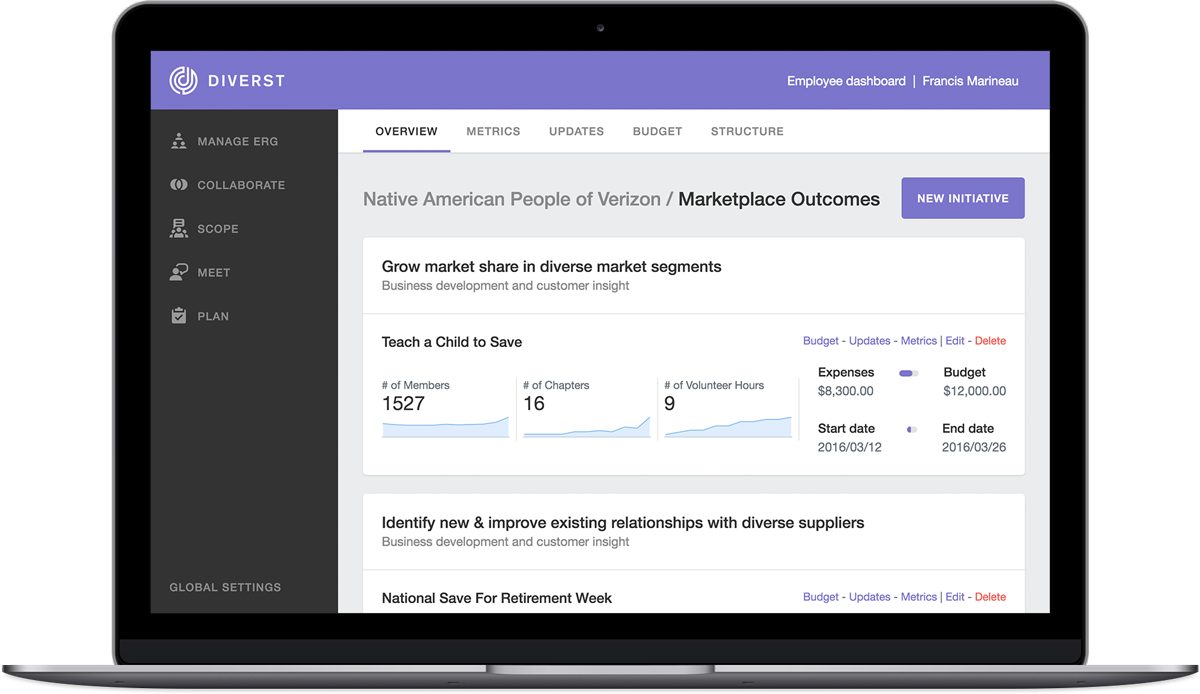 DIVERST
Employee dashboard | Francis Marineau
MANAGE ERG
COLLABORATE
SCOPE
MEET
PLAN
GLOBAL SETTINGS
OVERVIEW METRICS UPDATES BUDGET STRUCTURE
Native American People of Verizon / Marketplace Outcomes
NEW INITIATIVE
Grow market share in diverse market segments
Business development and customer insight
Teach a Child to Save
Budget - Updates - Metrics | Edit - Delete
# of Members
1527
# of Chapters
16
# of Volunteer Hours
9
Expenses
$8,300.00
Budget
$12,000.00
Start date
2016/03/12
End date
2016/03/26
Identify new & improve existing relationships with diverse suppliers
Business development and customer insight
National Save For Retirement Week
Budget - Updates - Metrics | Edit - Delete